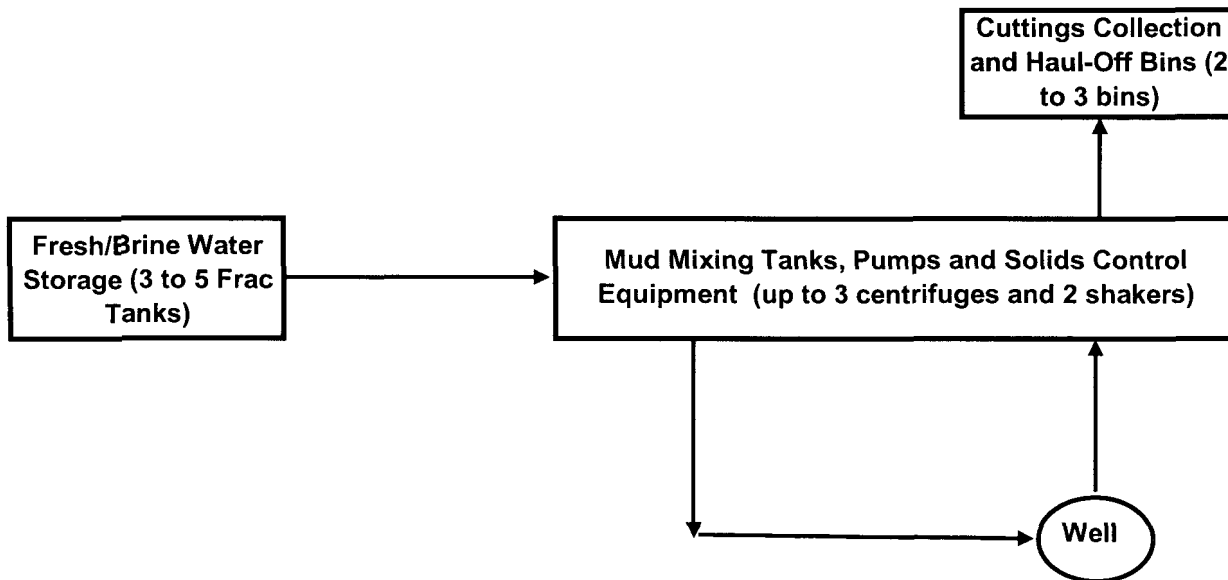 Cuttings Collection
and Haul-Off Bins (2
to 3 bins)
Fresh/Brine Water
Storage (3 to 5 Frac
Tanks)
Mud Mixing Tanks, Pumps and Solids Control
Equipment (up to 3 centrifuges and 2 shakers)
Well